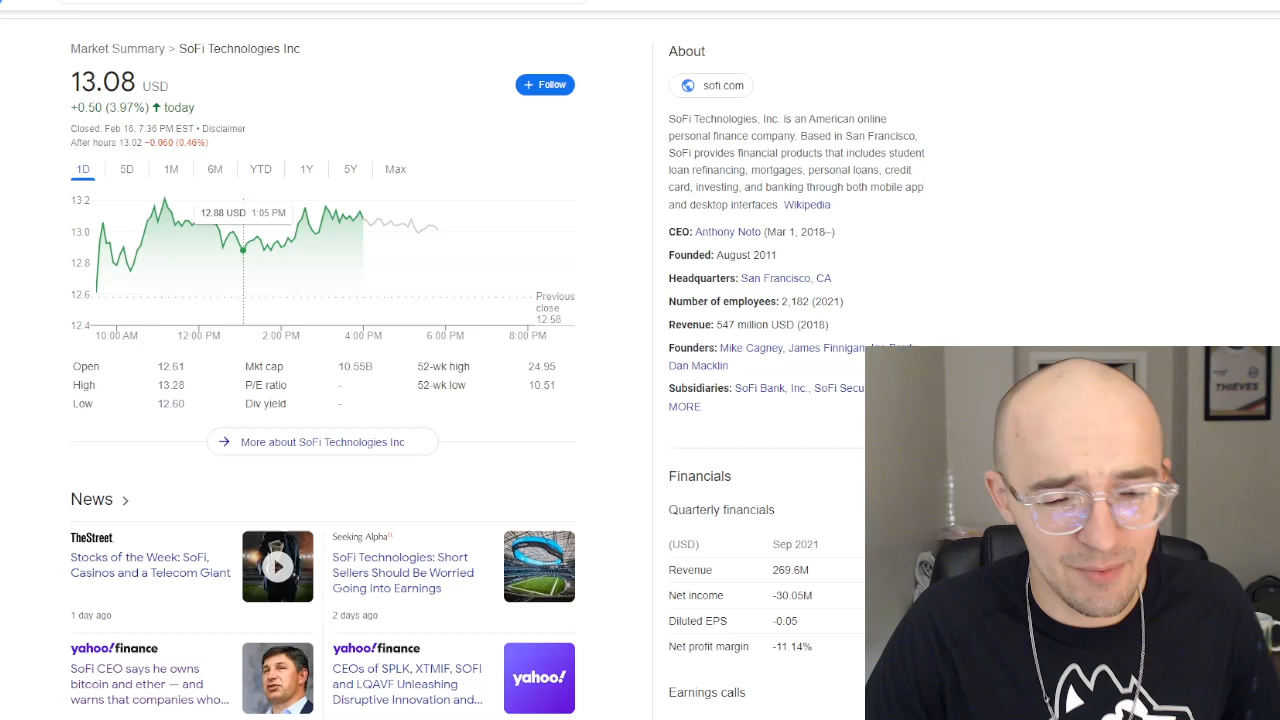 Market Summary > SoFi Technologies Inc
13.08 USD
+ Follow
+0.50 (3.97%) ↑ today
Closed: Feb 16, 7:36 PM EST • Disclaimer
After hours 13.02 −0.060 (0.46%)
1D 5D 1M 6M YTD 1Y 5Y Max
13.2
12.88 USD 1:05 PM
13.0
12.8
12.6
Previous
close
12.58
12.4
10:00 AM 12:00 PM 2:00 PM 4:00 PM 6:00 PM 8:00 PM
Open 12.61 Mkt cap 10.55B 52-wk high 24.95
High 13.28 P/E ratio - 52-wk low 10.51
Low 12.60 Div yield -
→ More about SoFi Technologies Inc
News >
TheStreet
Stocks of the Week: SoFi,
Casinos and a Telecom Giant
1 day ago
Seeking Alpha
SoFi Technologies: Short
Sellers Should Be Worried
Going Into Earnings
2 days ago
yahoo!finance
SoFi CEO says he owns
bitcoin and ether — and
warns that companies who...
yahoo!finance
CEOs of SPLK, XTMIF, SOFI
and LQAVF Unleashing
Disruptive Innovation and...
yahoo!
About
sofi.com
SoFi Technologies, Inc. is an American online
personal finance company. Based in San Francisco,
SoFi provides financial products that includes student
loan refinancing, mortgages, personal loans, credit
card, investing, and banking through both mobile app
and desktop interfaces. Wikipedia
CEO: Anthony Noto (Mar 1, 2018–)
Founded: August 2011
Headquarters: San Francisco, CA
Number of employees: 2,182 (2021)
Revenue: 547 million USD (2018)
Founders: Mike Cagney, James Finnigan
Dan Macklin
Subsidiaries: SoFi Bank, Inc., SoFi Secu
MORE
Financials
Quarterly financials
(USD) Sep 2021
Revenue 269.6M
Net income -30.05M
Diluted EPS -0.05
Net profit margin -11.14%
Earnings calls
THIEVES